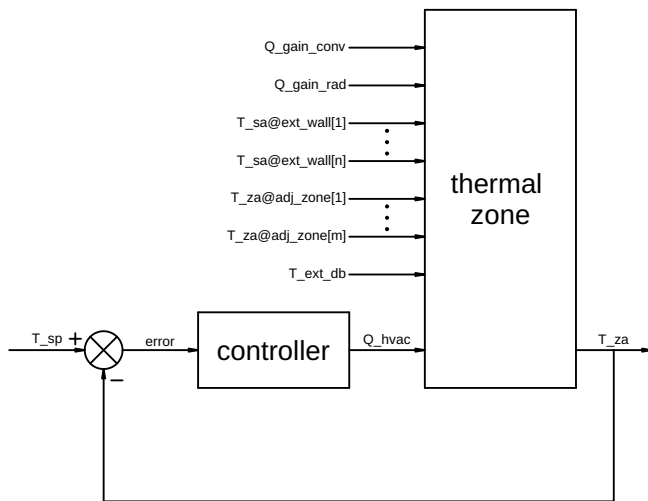 Q_gain_conv
Q_gain_rad
T_sa@ext_wall[1]
T_sa@ext_wall[n]
T_za@adj_zone[1]
T_za@adj_zone[m]
T_ext_db
thermal
zone
T_sp
+
−
error
controller
Q_hvac
T_za